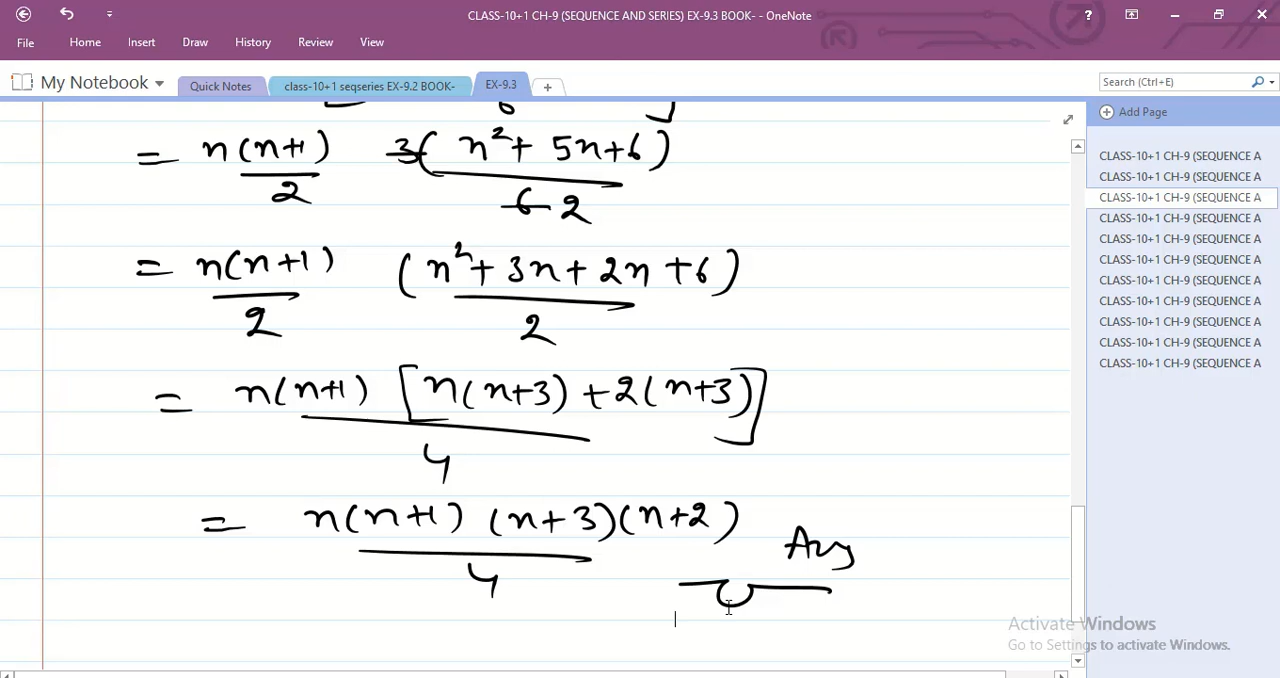 CLASS-10+1 CH-9 (SEQUENCE AND SERIES) EX-9.3 BOOK- - OneNote
?
File Home Insert Draw History Review View
My Notebook Quick Notes class-10+1 seqseries EX-9.2 BOOK- EX-9.3 +
Search (Ctrl+E)
Add Page
6 ]
= n(n+1)/2 3(n²+5n+6)/6 2
= n(n+1)/2 (n²+3n+2n+6)/2
= n(n+1)[n(n+3)+2(n+3)]/4
= n(n+1)(n+3)(n+2)/4 Ans
CLASS-10+1 CH-9 (SEQUENCE A
CLASS-10+1 CH-9 (SEQUENCE A
CLASS-10+1 CH-9 (SEQUENCE A
CLASS-10+1 CH-9 (SEQUENCE A
CLASS-10+1 CH-9 (SEQUENCE A
CLASS-10+1 CH-9 (SEQUENCE A
CLASS-10+1 CH-9 (SEQUENCE A
CLASS-10+1 CH-9 (SEQUENCE A
CLASS-10+1 CH-9 (SEQUENCE A
CLASS-10+1 CH-9 (SEQUENCE A
CLASS-10+1 CH-9 (SEQUENCE A
Activate Windows
Go to Settings to activate Windows.